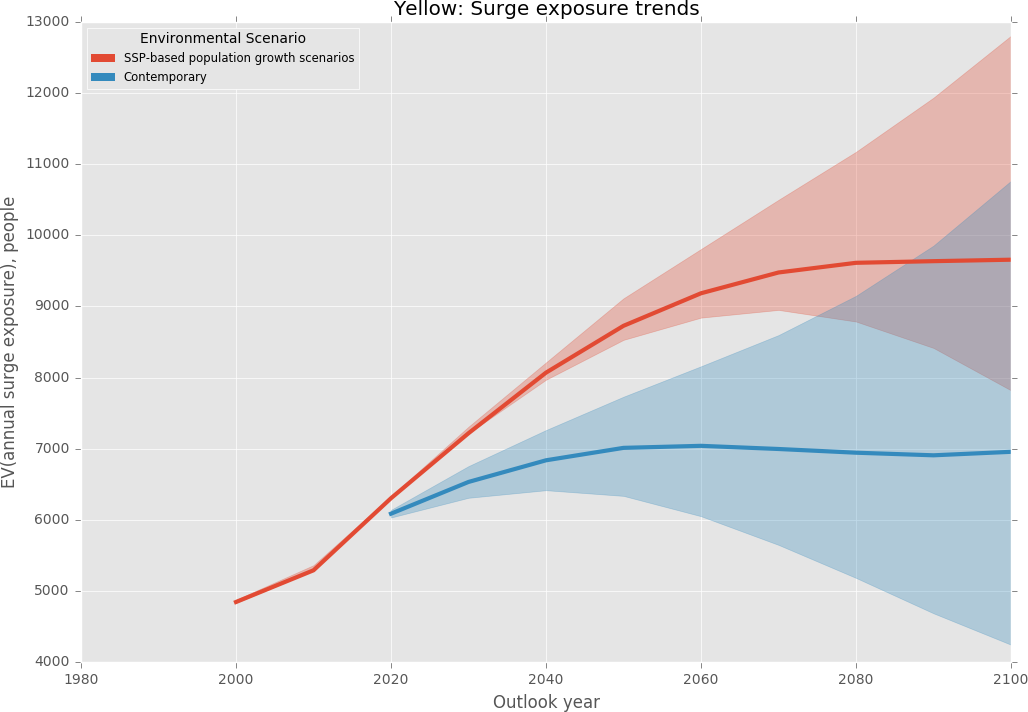 Yellow: Surge exposure trends
Environmental Scenario
SSP-based population growth scenarios
Contemporary
EV(annual surge exposure), people
13000
12000
11000
10000
9000
8000
7000
6000
5000
4000
1980
2000
2020
2040
2060
2080
2100
Outlook year